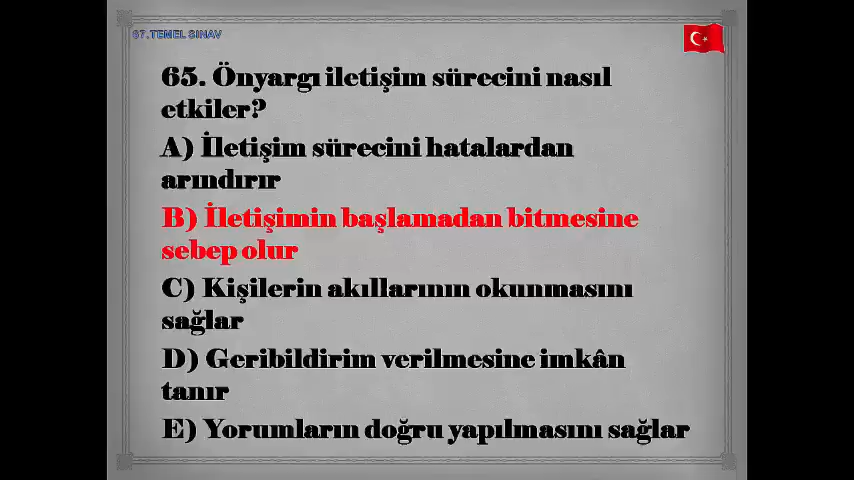 67.TEMEL SINAV
65. Önyargı iletişim sürecini nasıl
etkiler?
A) İletişim sürecini hatalardan
arındırır
B) İletişimin başlamadan bitmesine
sebep olur
C) Kişilerin akıllarının okunmasını
sağlar
D) Geribildirim verilmesine imkân
tanır
E) Yorumların doğru yapılmasını sağlar